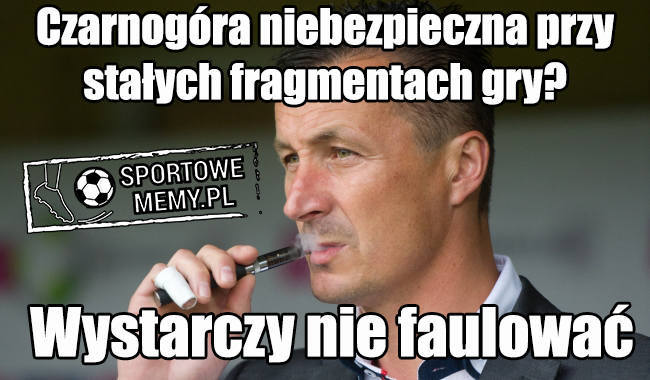 Czarnogóra niebezpieczna przy
stałych fragmentach gry?
SPORTOWE
MEMY.PL
Wystarczy nie faulować